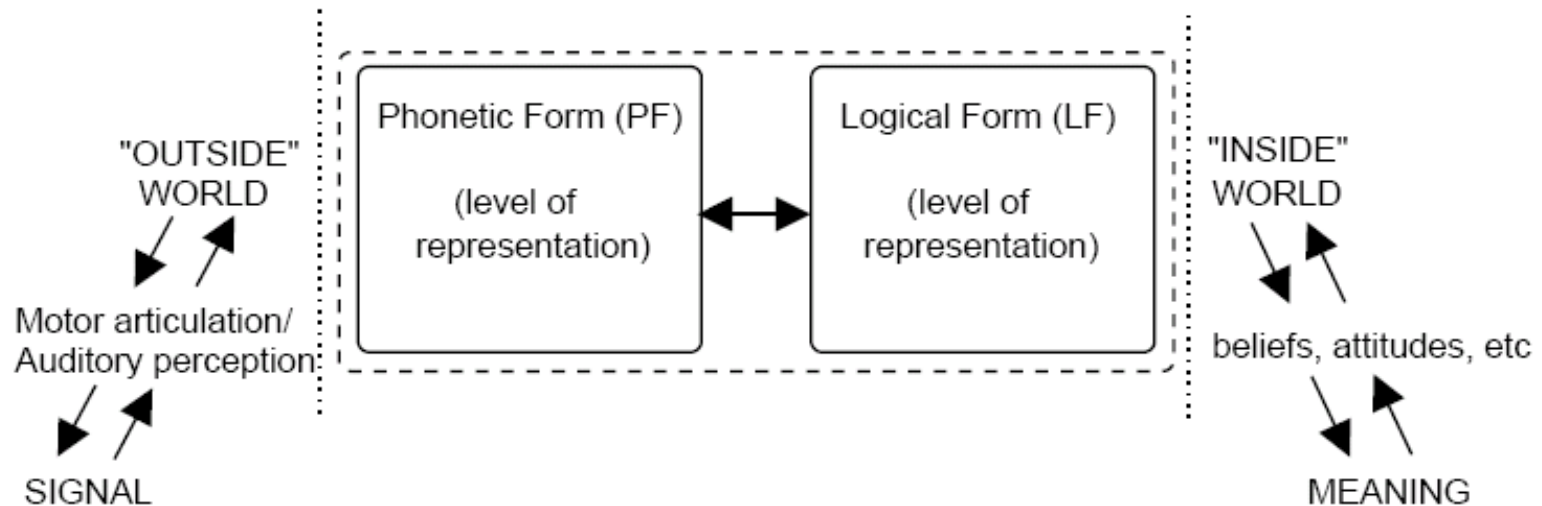 "OUTSIDE"
WORLD
Motor articulation/
Auditory perception
SIGNAL
Phonetic Form (PF)
(level of
representation)
Logical Form (LF)
(level of
representation)
"INSIDE"
WORLD
beliefs, attitudes, etc
MEANING